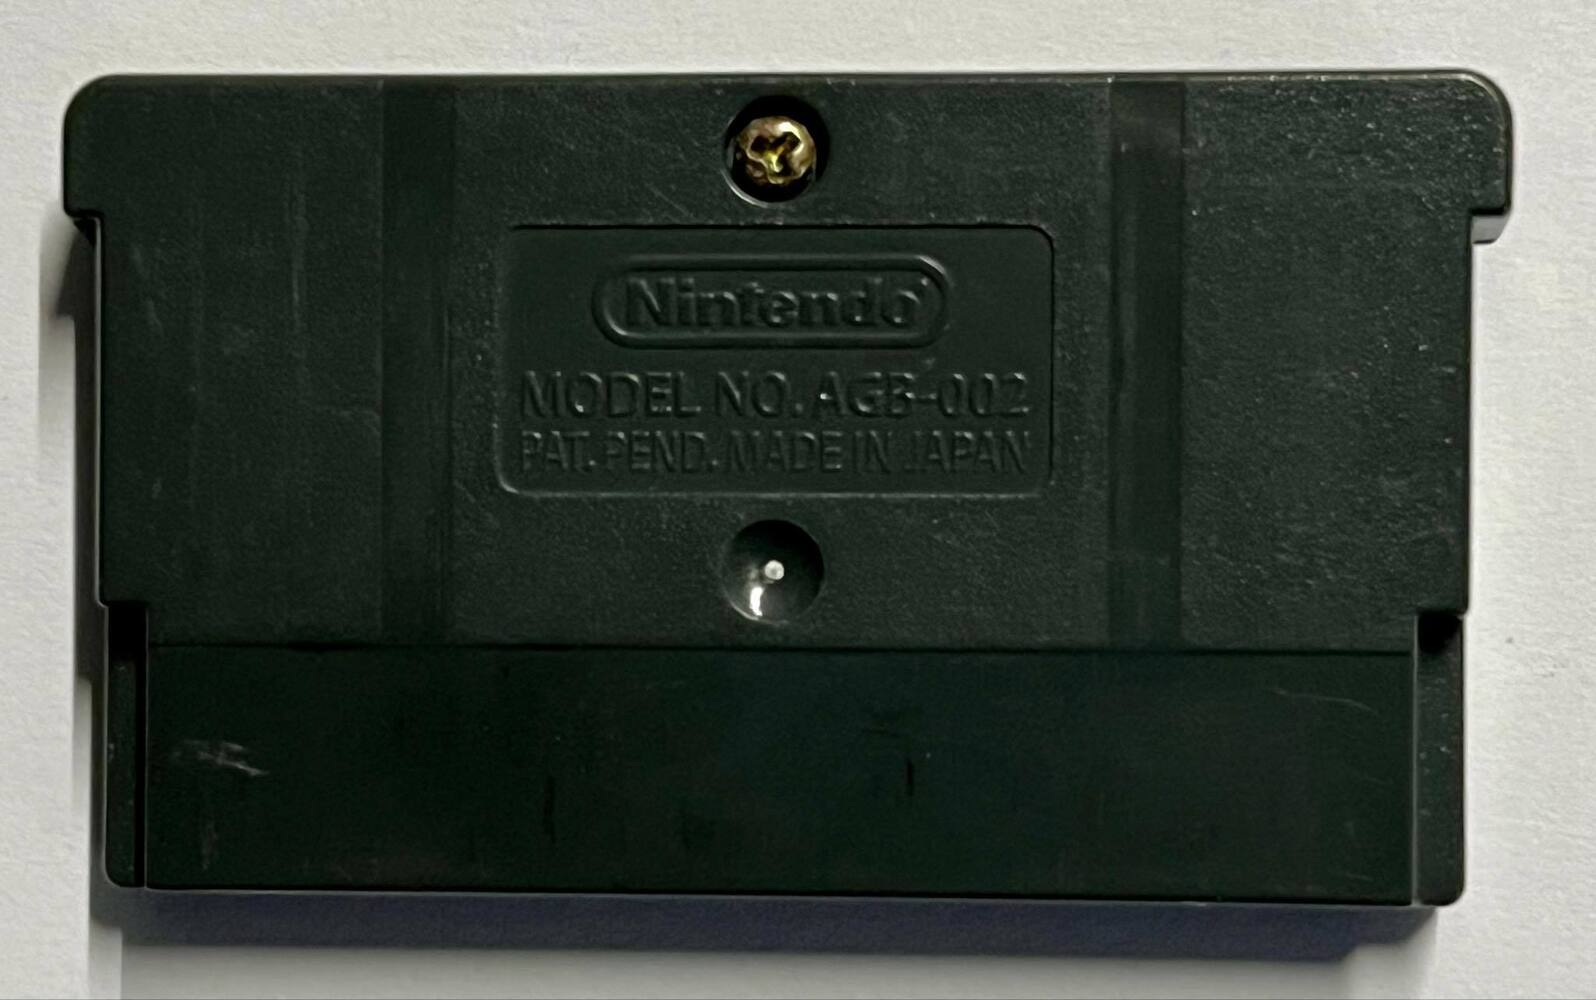 Nintendo
MODEL NO. AGB-002
PAT. PEND. MADE IN JAPAN